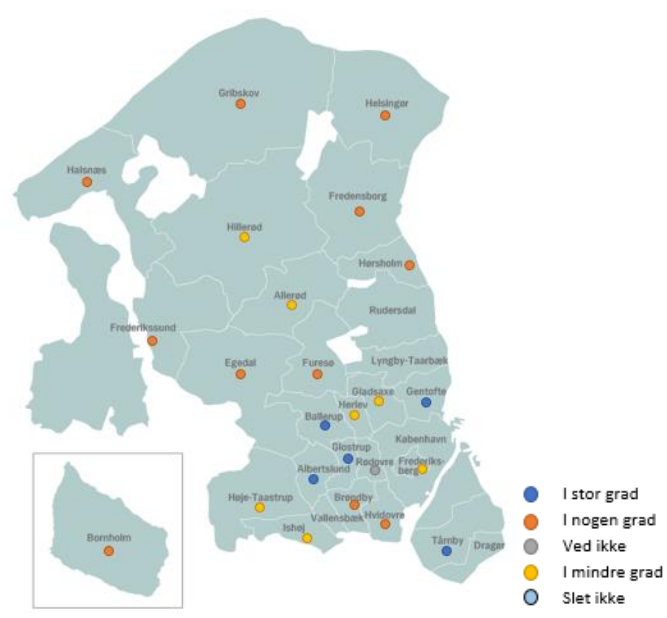 Gribskov
Helsingør
Halsnæs
Fredensborg
Hillerød
Hørsholm
Allerød
Rudersdal
Frederikssund
Egedal
Furesø
Lyngby-Taarbæk
Gladsaxe
Gentofte
Herlev
Ballerup
København
Glostrup
Rødovre
Frederiks-
berg
Albertslund
Høje-Taastrup
Brøndby
Vallensbæk
Hvidovre
Ishøj
Tårnby
Dragør
Bornholm
I stor grad
I nogen grad
Ved ikke
I mindre grad
Slet ikke